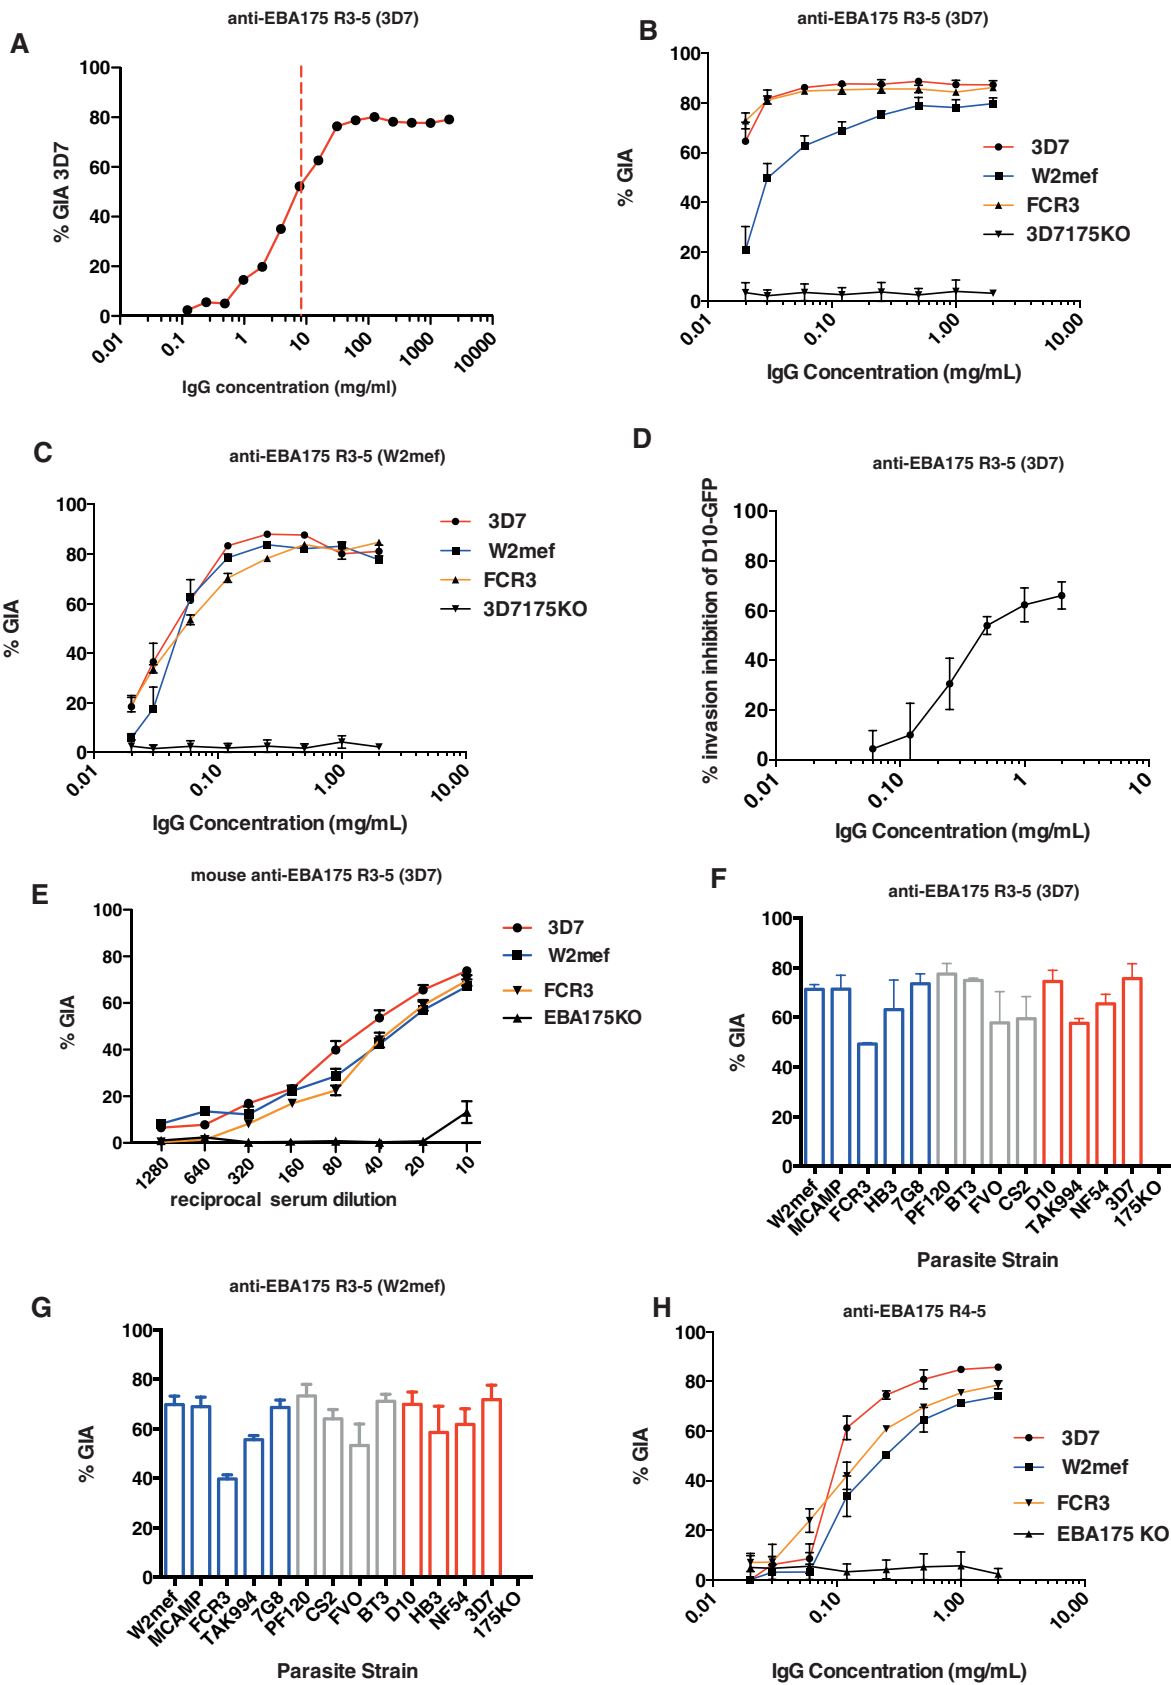 A
anti-EBA175 R3-5 (3D7)
% GIA 3D7
100
80
60
40
20
0
0.01
0.1
1
10
100
1000
10000
IgG concentration (mg/ml)
B
anti-EBA175 R3-5 (3D7)
% GIA
100
80
60
40
20
0
0.01
0.10
1.00
10.00
IgG Concentration (mg/mL)
3D7
W2mef
FCR3
3D7175KO
C
anti-EBA175 R3-5 (W2mef)
% GIA
100
80
60
40
20
0
0.01
0.10
1.00
10.00
IgG Concentration (mg/mL)
3D7
W2mef
FCR3
3D7175KO
D
anti-EBA175 R3-5 (3D7)
% invasion inhibition of D10-GFP
100
80
60
40
20
0
0.01
0.10
1
10
IgG Concentration (mg/mL)
E
mouse anti-EBA175 R3-5 (3D7)
% GIA
100
80
60
40
20
0
1280
640
320
160
80
40
20
10
reciprocal serum dilution
3D7
W2mef
FCR3
EBA175KO
F
anti-EBA175 R3-5 (3D7)
% GIA
100
80
60
40
20
0
W2mef
MCAMP
FCR3
HB3
7G8
PF120
BT3
FVO
CS2
D10
TAK994
NF54
3D7
175KO
Parasite Strain
G
anti-EBA175 R3-5 (W2mef)
% GIA
100
80
60
40
20
0
W2mef
MCAMP
FCR3
TAK994
7G8
PF120
CS2
FVO
BT3
D10
HB3
NF54
3D7
175KO
Parasite Strain
H
anti-EBA175 R4-5
% GIA
100
80
60
40
20
0
0.01
0.10
1.00
10.00
IgG Concentration (mg/mL)
3D7
W2mef
FCR3
EBA175 KO